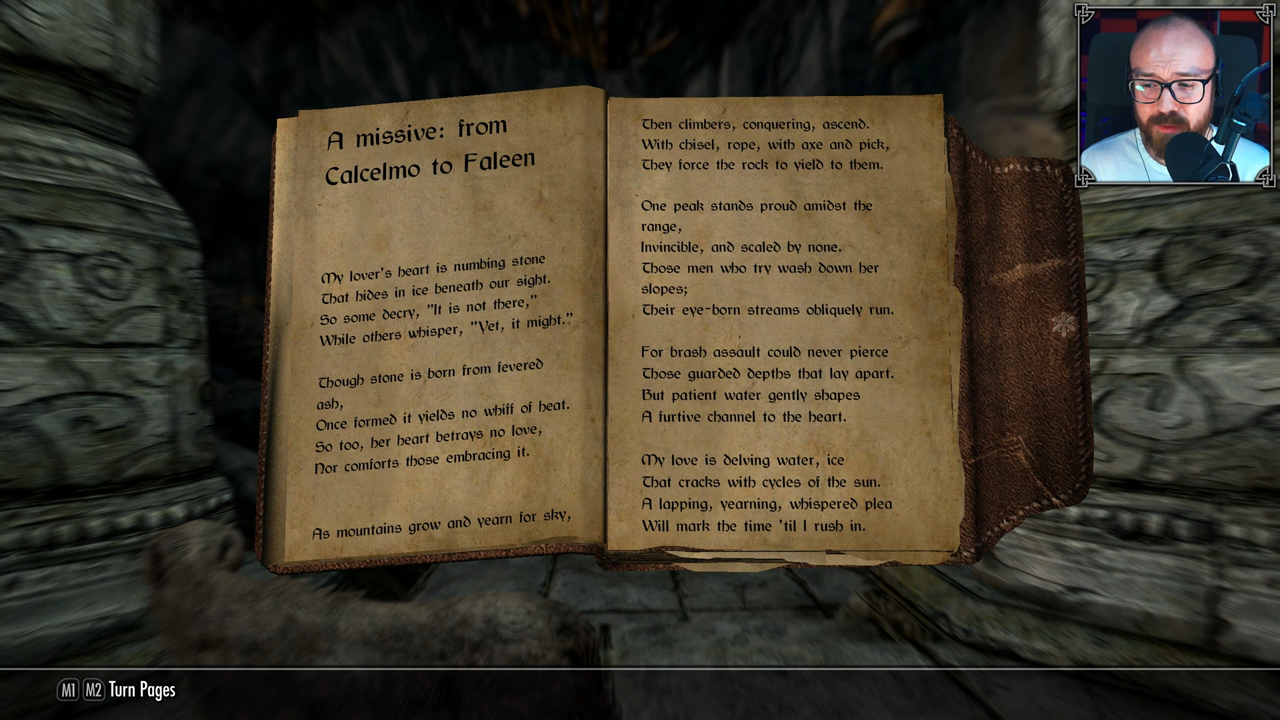 A missive: from
Calcelmo to Faleen
My lover's heart is numbing stone
That hides in ice beneath our sight.
So some decry, "It is not there,"
While others whisper, "Yet, it might."
Though stone is born from fevered
ash,
Once formed it yields no whiff of heat.
So too, her heart betrays no love,
Nor comforts those embracing it.
As mountains grow and yearn for sky,
Then climbers, conquering, ascend.
With chisel, rope, with axe and pick,
They force the rock to yield to them.
One peak stands proud amidst the
range,
Invincible, and scaled by none.
Those men who try wash down her
slopes;
Their eye-born streams obliquely run.
For brash assault could never pierce
Those guarded depths that lay apart.
But patient water gently shapes
A furtive channel to the heart.
My love is delving water, ice
That cracks with cycles of the sun.
A lapping, yearning, whispered plea
Will mark the time 'til I rush in.
M1 M2 Turn Pages